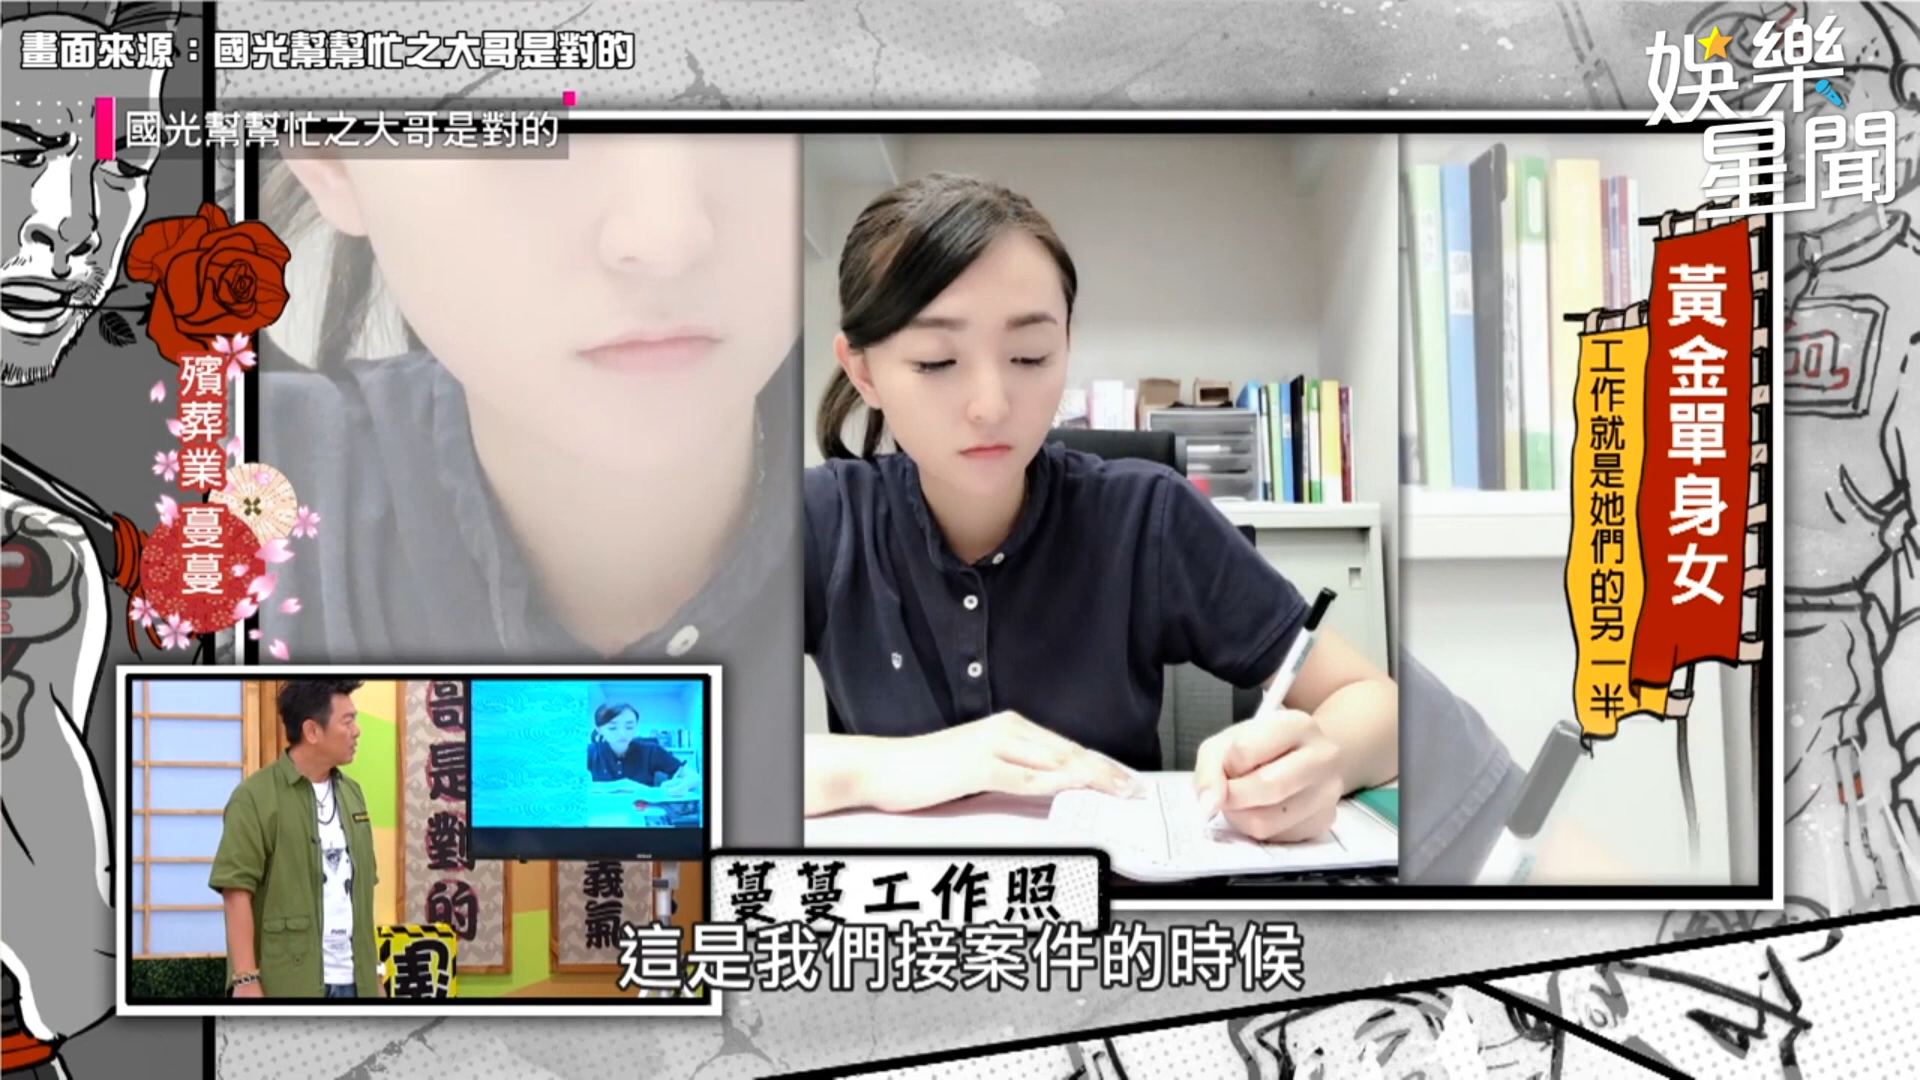 畫面來源：國光幫幫忙之大哥是對的
國光幫幫忙之大哥是對的
娛樂
星聞
黃金單身女
工作就是她們的另一半
殯葬業 蔓蔓
哥是對的
義氣
蔓蔓工作照
這是我們接案件的時候